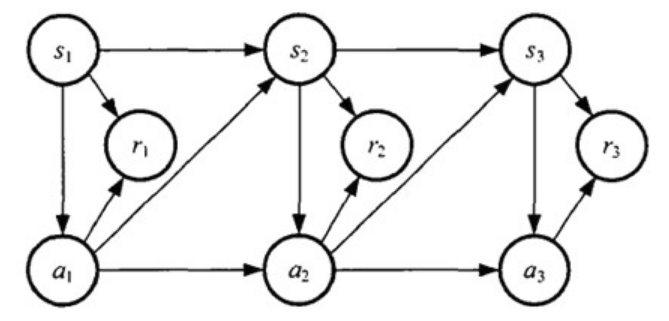 s₁ s₂ s₃
r₁ r₂ r₃
a₁ a₂ a₃